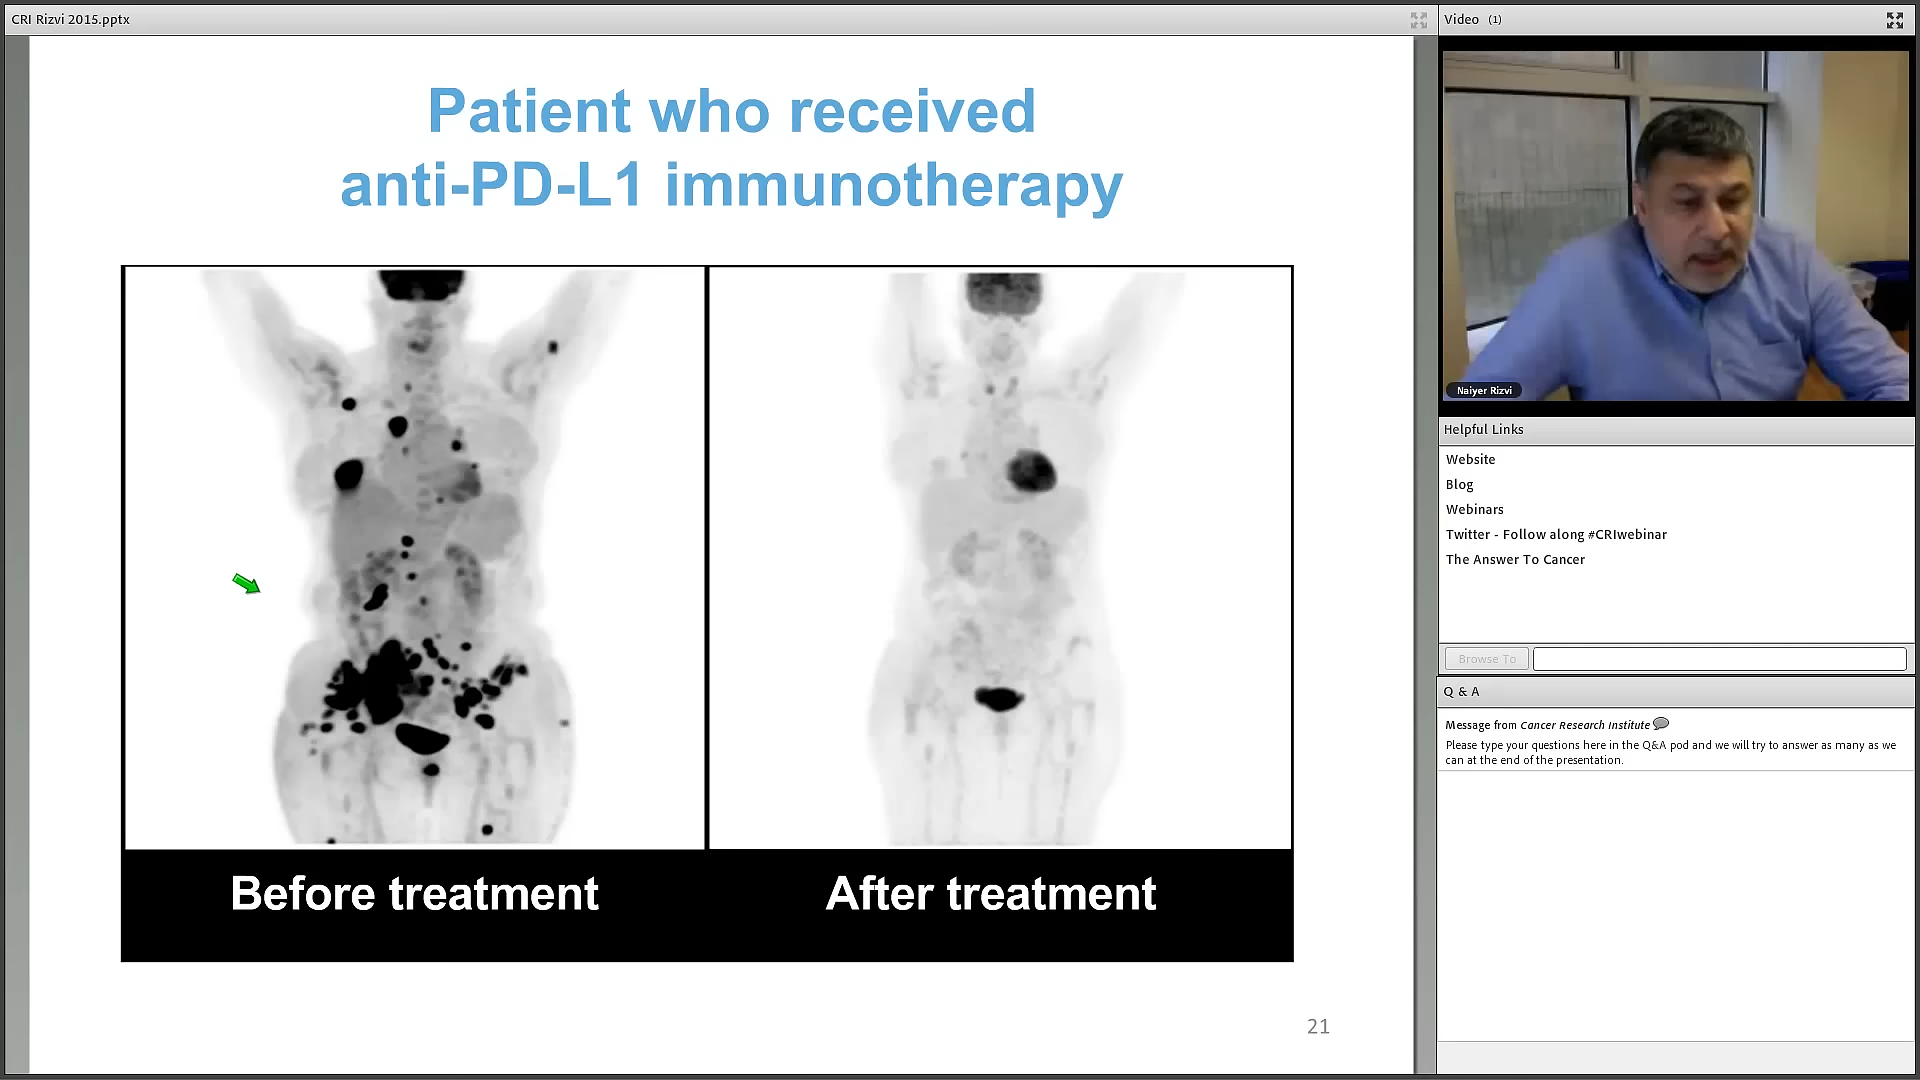 CRI Rizvi 2015.pptx
Patient who received
anti-PD-L1 immunotherapy
Before treatment
After treatment
21
Video (1)
Naiyer Rizvi
Helpful Links
Website
Blog
Webinars
Twitter - Follow along #CRIwebinar
The Answer To Cancer
Browse To
Q & A
Message from Cancer Research Institute
Please type your questions here in the Q&A pod and we will try to answer as many as we
can at the end of the presentation.